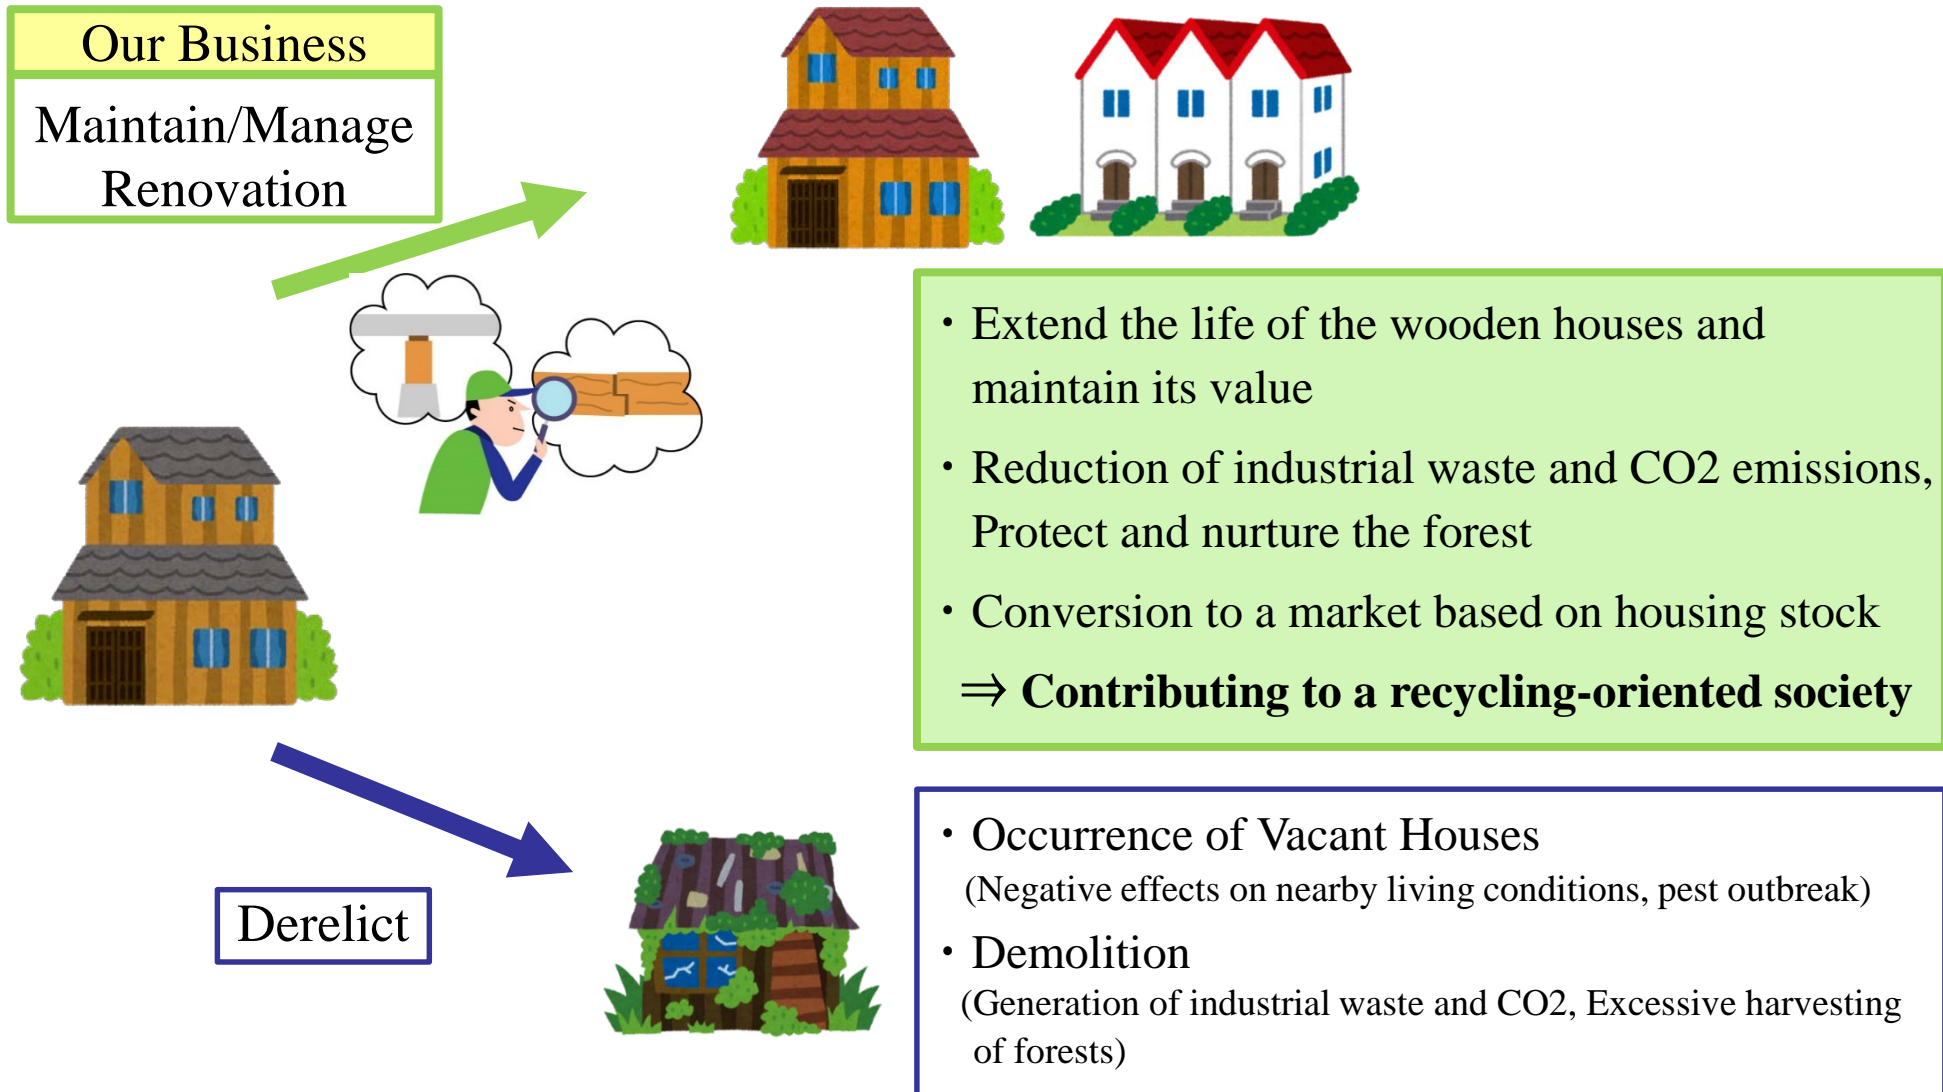 Our Business
Maintain/Manage
Renovation
・Extend the life of the wooden houses and
maintain its value
・Reduction of industrial waste and CO2 emissions,
Protect and nurture the forest
・Conversion to a market based on housing stock
⇒ Contributing to a recycling-oriented society
Derelict
・Occurrence of Vacant Houses
(Negative effects on nearby living conditions, pest outbreak)
・Demolition
(Generation of industrial waste and CO2, Excessive harvesting
of forests)